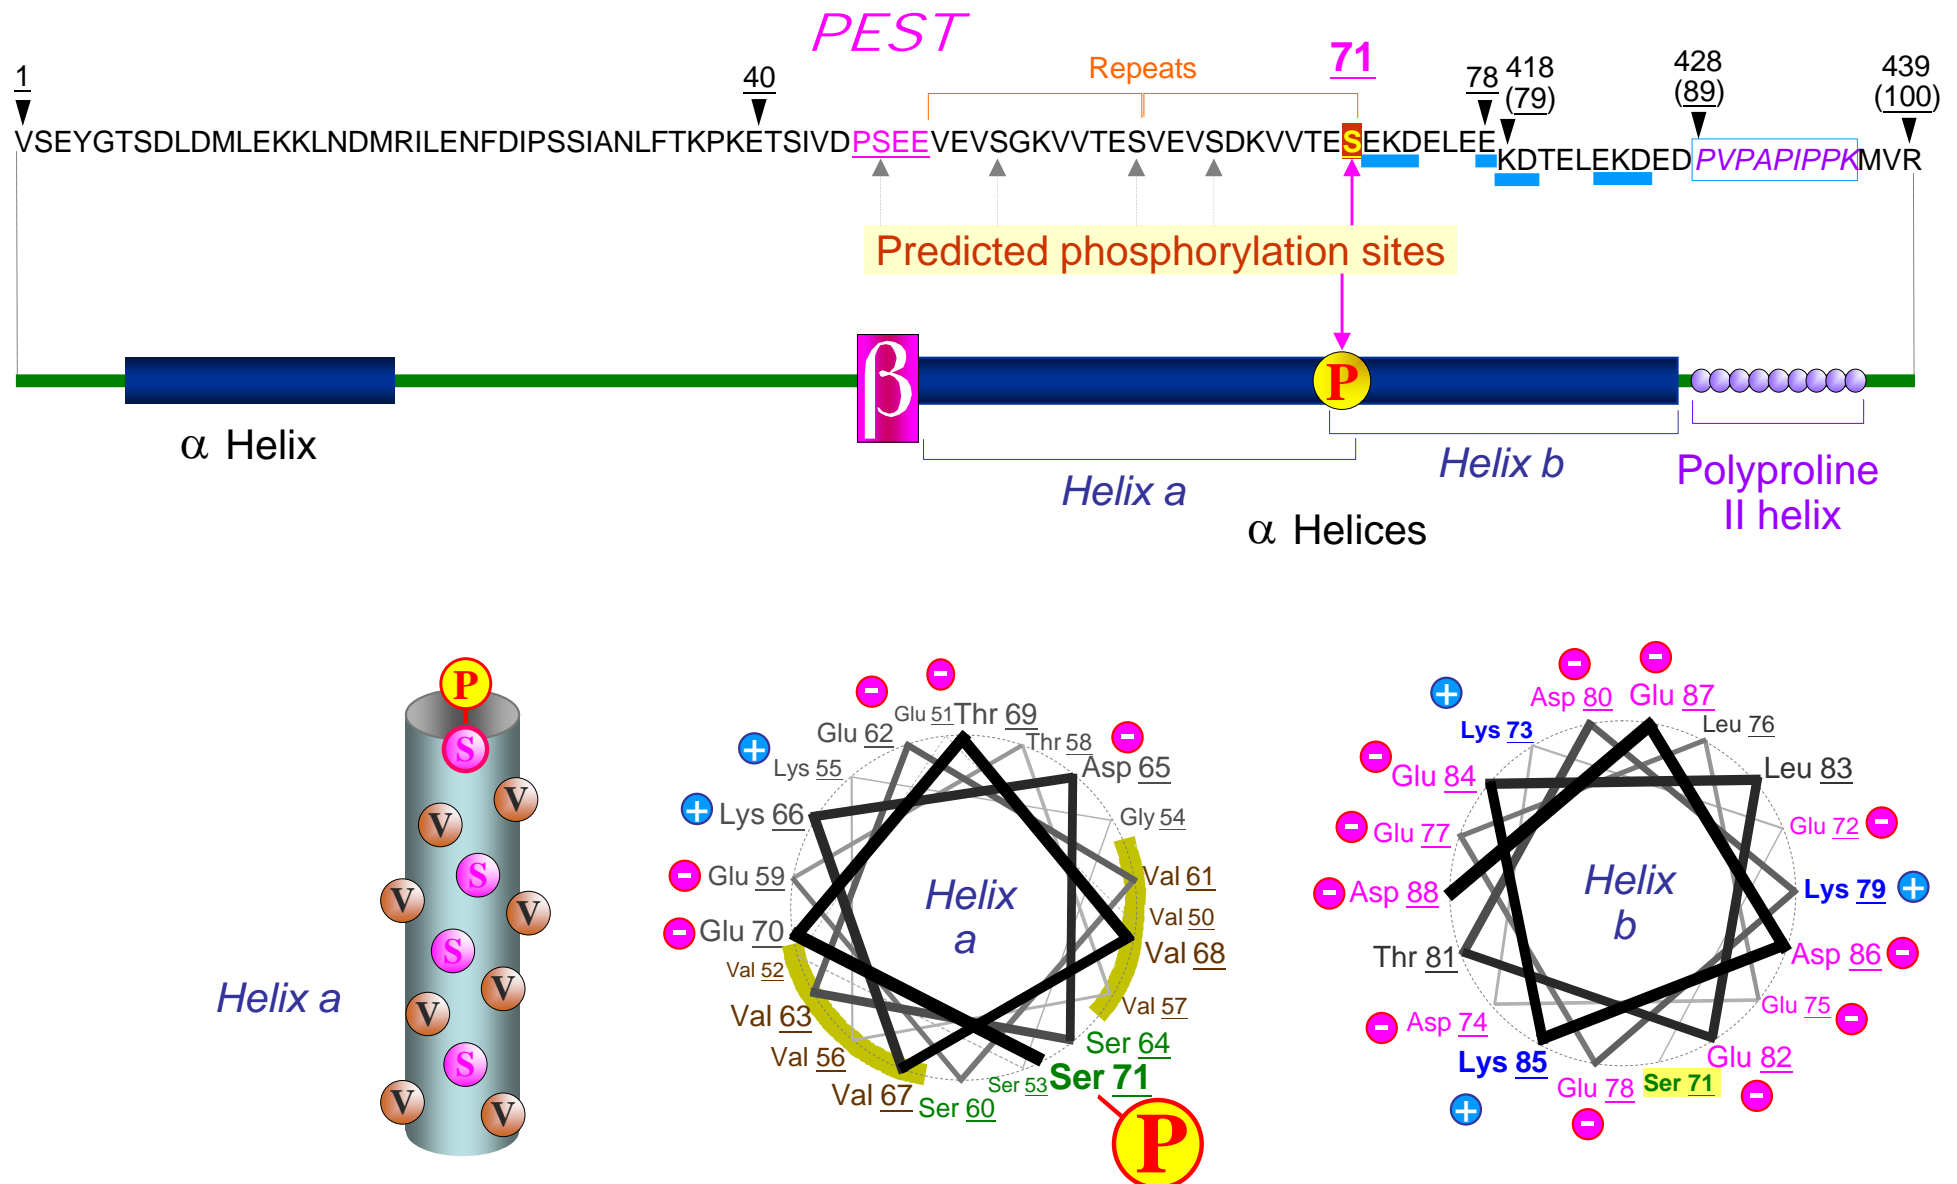 PEST
1
40
Repeats
71
78
418
(79)
428
(89)
439
(100)
VSEYGTSDLDMLEKKLNDMRILENFDIPSSIANLFTKPKETSIVDPSEEVEVSGKVVTESVEVSDKVVTESEKDELEE
KDTELEKDEDPVPAPIPPKMVR
Predicted phosphorylation sites
β
P
α Helix
Helix a
Helix b
α Helices
Polyproline
II helix
P
S
V
V
S
V
V
S
V
V
S
V
V
Helix a
Glu 51
Thr 69
Glu 62
Thr 58
Lys 55
Asp 65
Lys 66
Gly 54
Glu 59
Val 61
Val 50
Glu 70
Val 68
Val 52
Val 57
Val 63
Ser 64
Val 56
Val 67
Ser 60
Ser 53
Ser 71
P
Helix
a
Asp 80
Glu 87
Lys 73
Leu 76
Glu 84
Leu 83
Glu 77
Glu 72
Asp 88
Lys 79
Thr 81
Asp 86
Asp 74
Glu 75
Lys 85
Glu 82
Glu 78
Ser 71
Helix
b